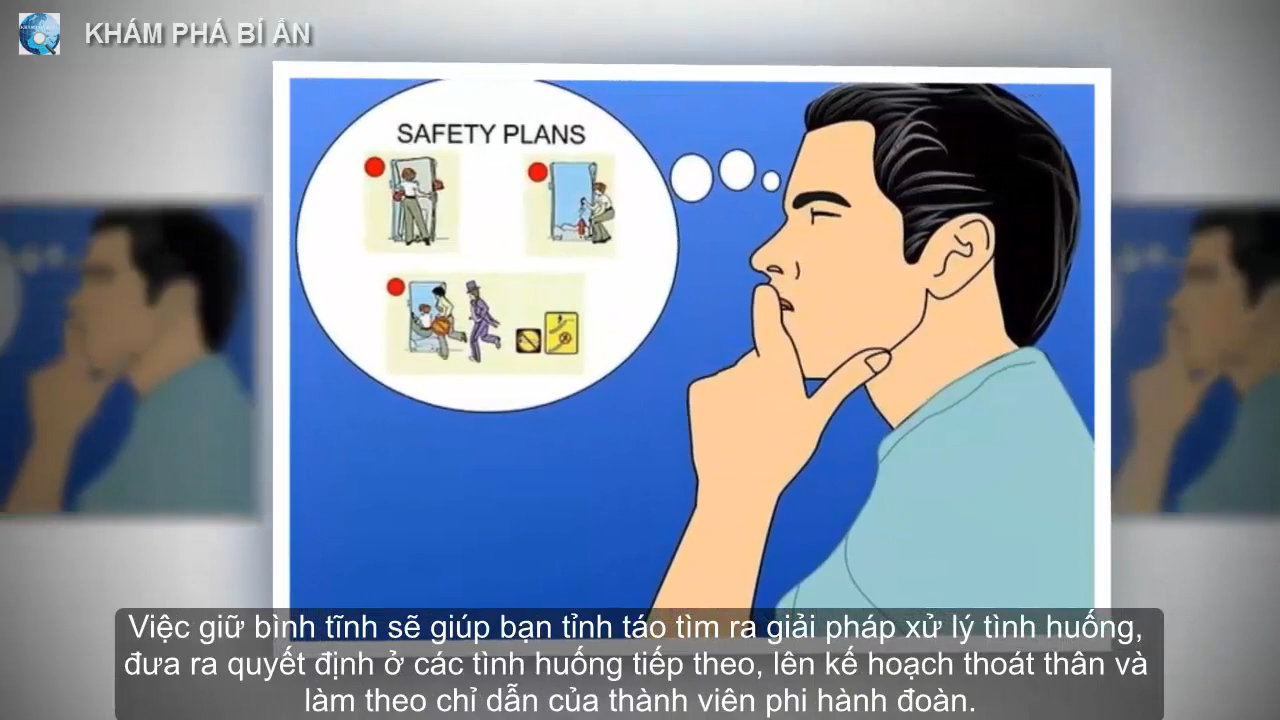 KHÁM PHÁ BÍ ẨN
SAFETY PLANS
Việc giữ bình tĩnh sẽ giúp bạn tỉnh táo tìm ra giải pháp xử lý tình huống,
đưa ra quyết định ở các tình huống tiếp theo, lên kế hoạch thoát thân và
làm theo chỉ dẫn của thành viên phi hành đoàn.